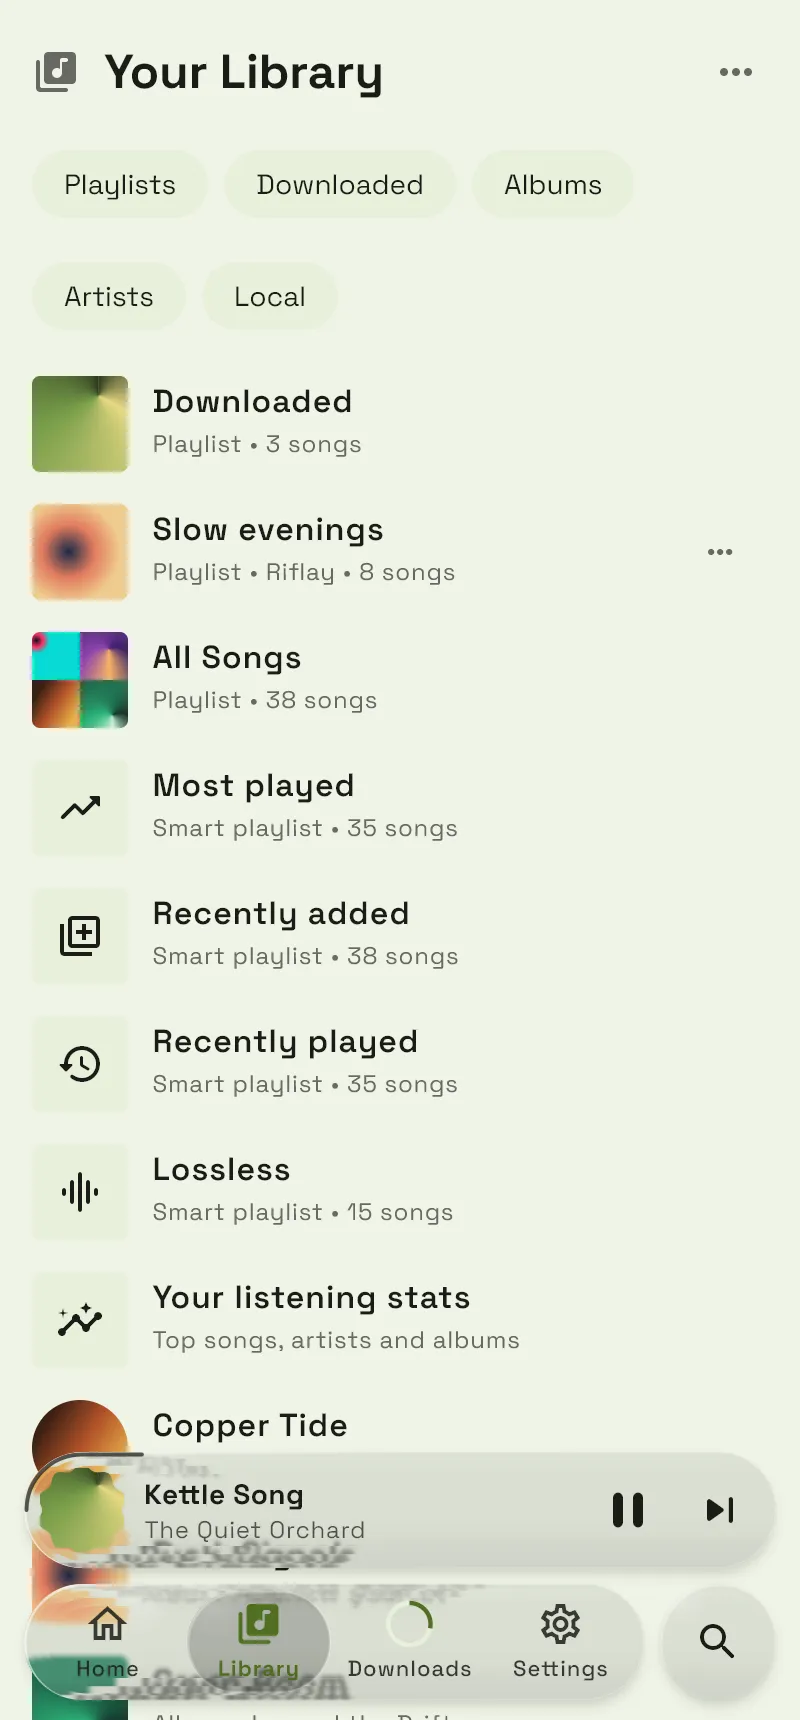 Your Library
Playlists
Downloaded
Albums
Artists
Local
Downloaded
Playlist • 3 songs
Slow evenings
Playlist • Riflay • 8 songs
All Songs
Playlist • 38 songs
Most played
Smart playlist • 35 songs
Recently added
Smart playlist • 38 songs
Recently played
Smart playlist • 35 songs
Lossless
Smart playlist • 15 songs
Your listening stats
Top songs, artists and albums
Copper Tide
Kettle Song
The Quiet Orchard
Home
Library
Downloads
Settings